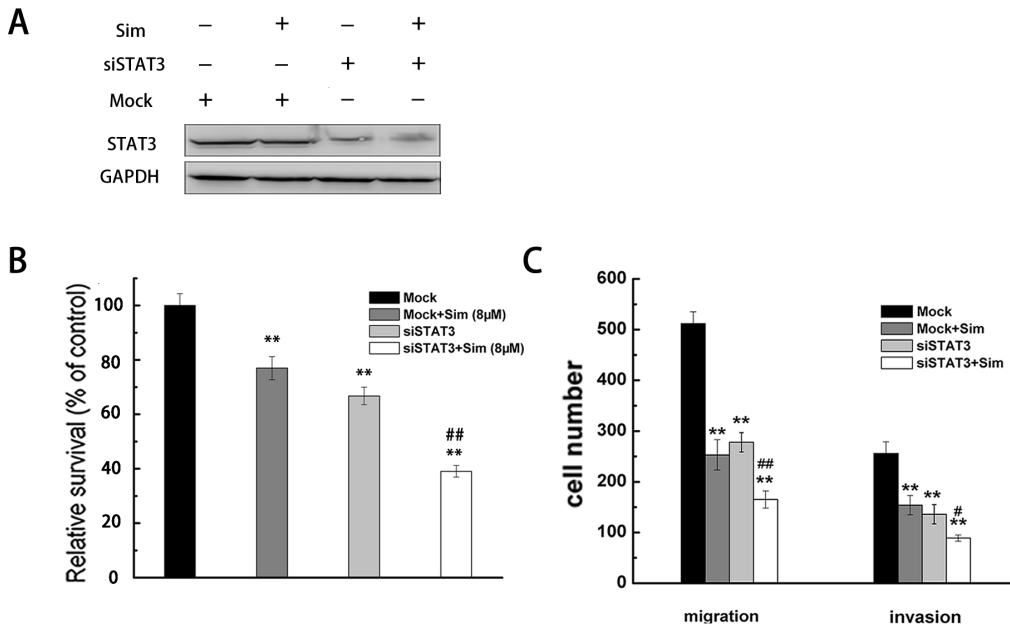 A
Sim − + − +
siSTAT3 − − + +
Mock + + − −
STAT3
GAPDH
B
Relative survival (% of control)
100
80
60
40
20
0
**
**
##
**
Mock
Mock+Sim (8μM)
siSTAT3
siSTAT3+Sim (8μM)
C
cell number
600
500
400
300
200
100
0
**
**
##
**
**
**
#
**
Mock
Mock+Sim
siSTAT3
siSTAT3+Sim
migration
invasion